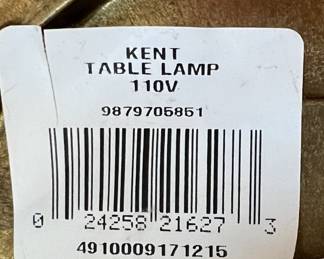 KENT
TABLE LAMP
110V
9879705851
0 24258 21627 3
4910009171215